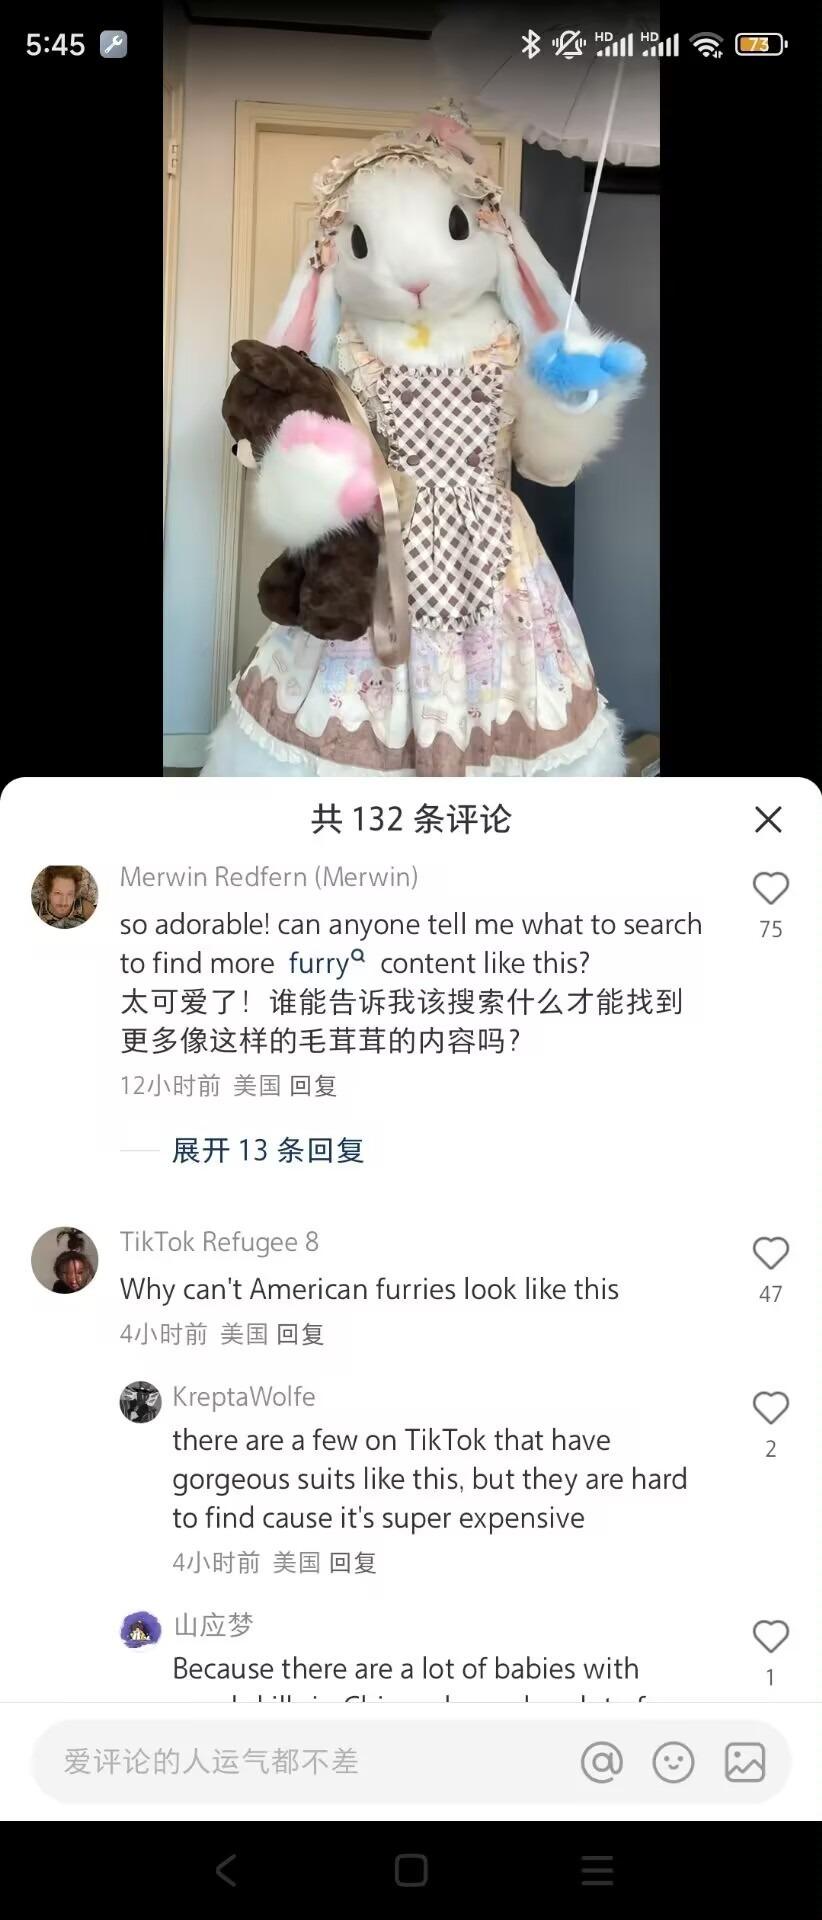 5:45
HD HD 73
共 132 条评论
Merwin Redfern (Merwin)
so adorable! can anyone tell me what to search
to find more furry content like this?
太可爱了！谁能告诉我该搜索什么才能找到
更多像这样的毛茸茸的内容吗？
75
12小时前 美国 回复
展开 13 条回复
TikTok Refugee 8
Why can't American furries look like this
47
4小时前 美国 回复
KreptaWolfe
there are a few on TikTok that have
gorgeous suits like this, but they are hard
to find cause it's super expensive
2
4小时前 美国 回复
山应梦
Because there are a lot of babies with
1
爱评论的人运气都不差